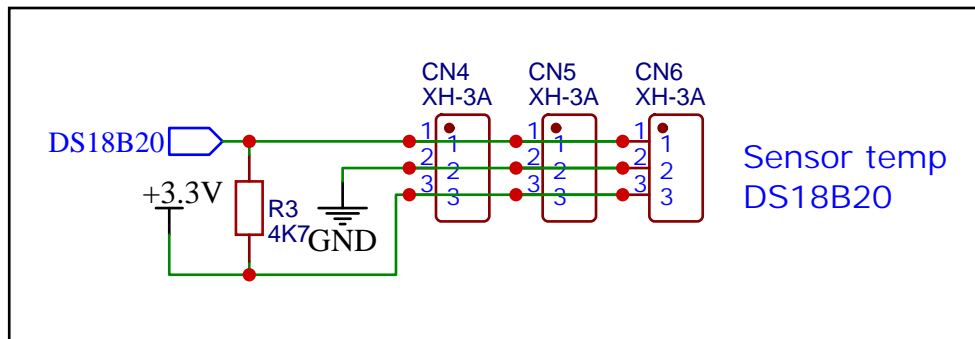 CN4
XH-3A
CN5
XH-3A
CN6
XH-3A
DS18B20
1
2
3
1
2
3
1
2
3
1
2
3
1
2
3
1
2
3
Sensor temp
DS18B20
+3.3V
R3
4K7
GND